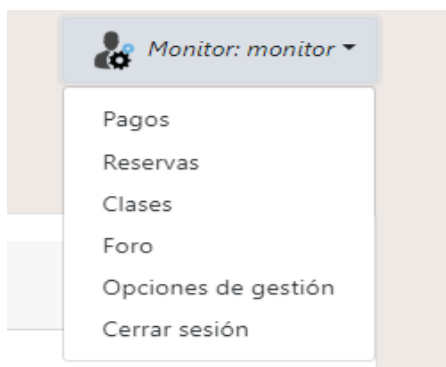 Monitor: monitor
Pagos
Reservas
Clases
Foro
Opciones de gestión
Cerrar sesión